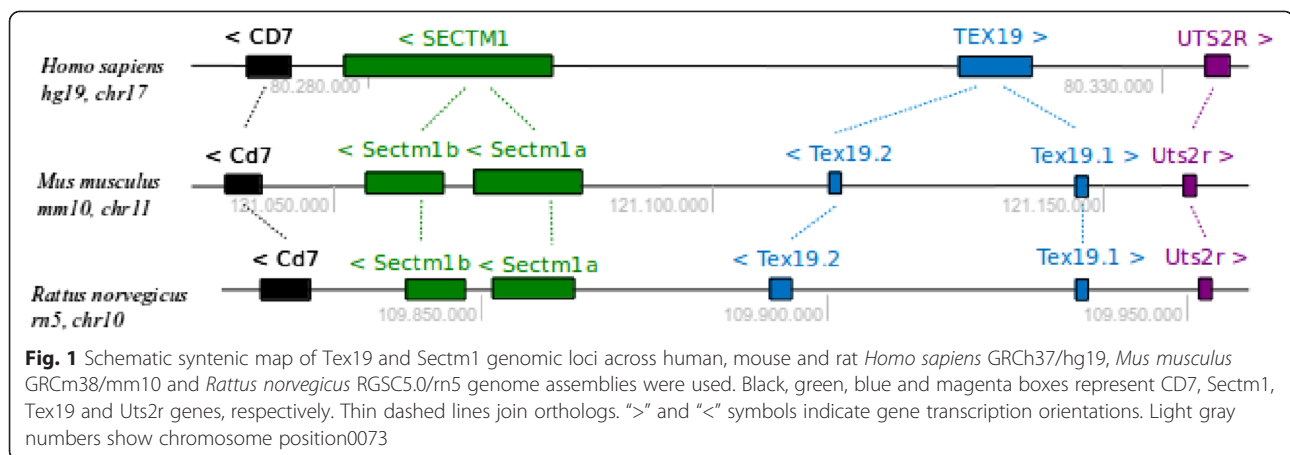 < CD7 < SECTM1 TEX19 > UTS2R >
Homo sapiens
hg19, chr17
80.280.000 80.330.000
< Cd7 < Sectm1b < Sectm1a < Tex19.2 Tex19.1 > Uts2r >
Mus musculus
mm10, chr11
121.050.000 121.100.000 121.150.000
< Cd7 < Sectm1b < Sectm1a < Tex19.2 Tex19.1 > Uts2r >
Rattus norvegicus
rn5, chr10
109.850.000 109.900.000 109.950.000
Fig. 1 Schematic syntenic map of Tex19 and Sectm1 genomic loci across human, mouse and rat Homo sapiens GRCh37/hg19, Mus musculus
GRCm38/mm10 and Rattus norvegicus RGSC5.0/rn5 genome assemblies were used. Black, green, blue and magenta boxes represent CD7, Sectm1,
Tex19 and Uts2r genes, respectively. Thin dashed lines join orthologs. “>” and “<” symbols indicate gene transcription orientations. Light gray
numbers show chromosome position0073